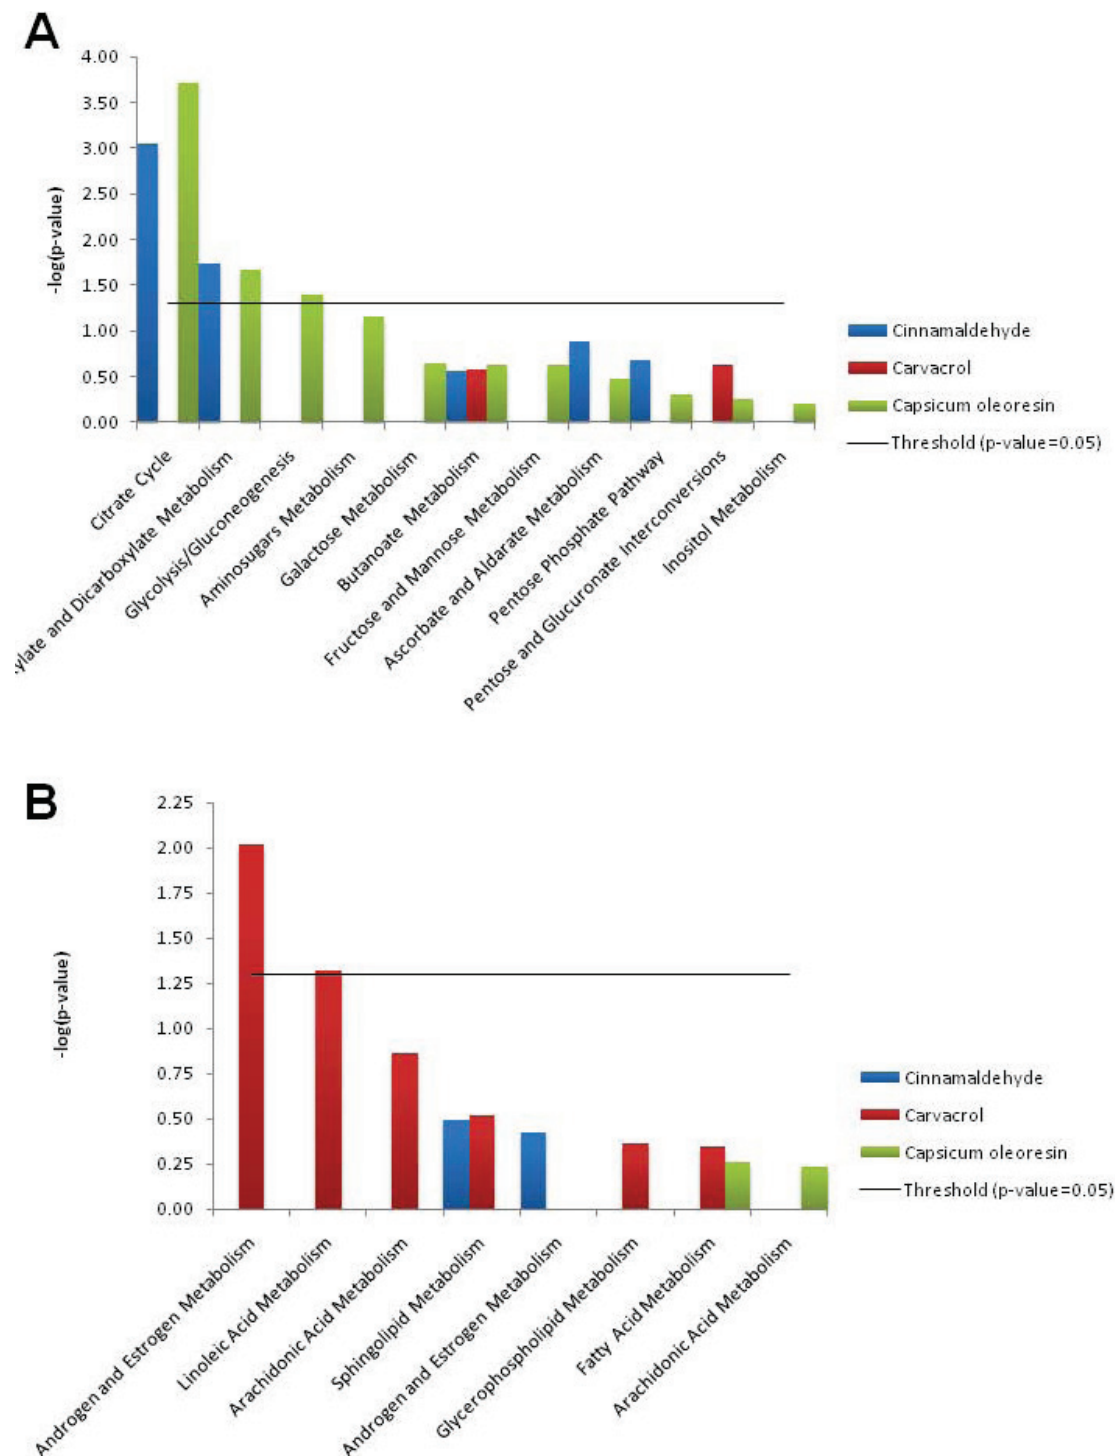 A
4.00
3.50
3.00
2.50
2.00
1.50
1.00
0.50
0.00
-log(p-value)
Citrate Cycle
ylate and Dicarboxylate Metabolism
Glycolysis/Gluconeogenesis
Aminosugars Metabolism
Galactose Metabolism
Butanoate Metabolism
Fructose and Mannose Metabolism
Ascorbate and Aldarate Metabolism
Pentose Phosphate Pathway
Pentose and Glucuronate Interconversions
Inositol Metabolism
Cinnamaldehyde
Carvacrol
Capsicum oleoresin
Threshold (p-value=0.05)
B
2.25
2.00
1.75
1.50
1.25
1.00
0.75
0.50
0.25
0.00
-log(p-value)
Androgen and Estrogen Metabolism
Linoleic Acid Metabolism
Arachidonic Acid Metabolism
Sphingolipid Metabolism
Androgen and Estrogen Metabolism
Glycerophospholipid Metabolism
Fatty Acid Metabolism
Arachidonic Acid Metabolism
Cinnamaldehyde
Carvacrol
Capsicum oleoresin
Threshold (p-value=0.05)